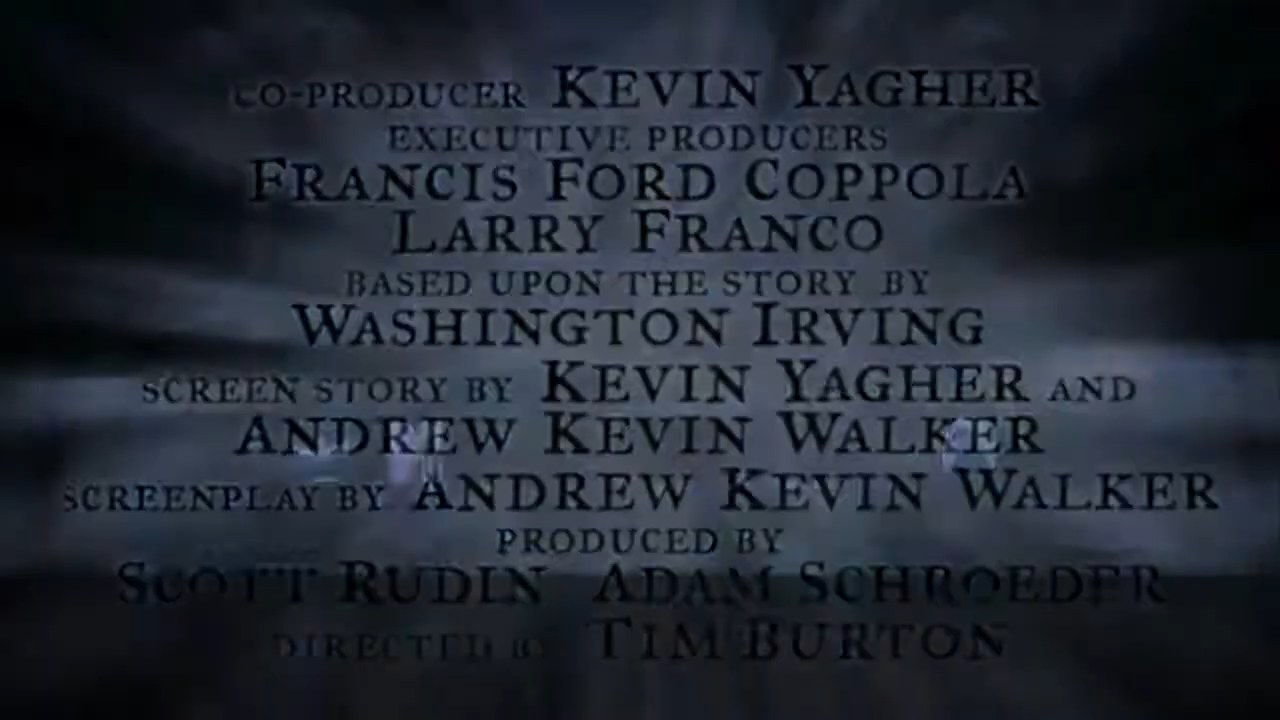 CO-PRODUCER KEVIN YAGHER
EXECUTIVE PRODUCERS
FRANCIS FORD COPPOLA
LARRY FRANCO
BASED UPON THE STORY BY
WASHINGTON IRVING
SCREEN STORY BY KEVIN YAGHER AND
ANDREW KEVIN WALKER
SCREENPLAY BY ANDREW KEVIN WALKER
PRODUCED BY
SCOTT RUDIN ADAM SCHROEDER
DIRECTED BY TIM BURTON